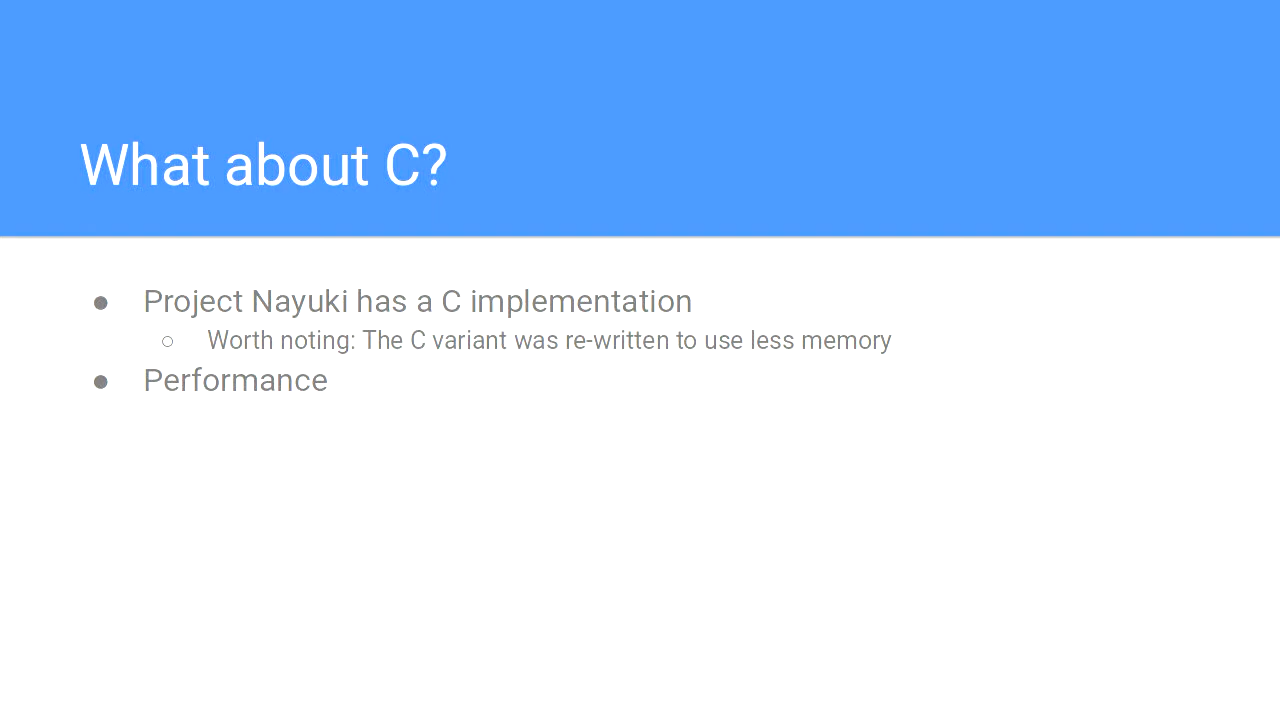 What about C?
● Project Nayuki has a C implementation
○ Worth noting: The C variant was re-written to use less memory
● Performance